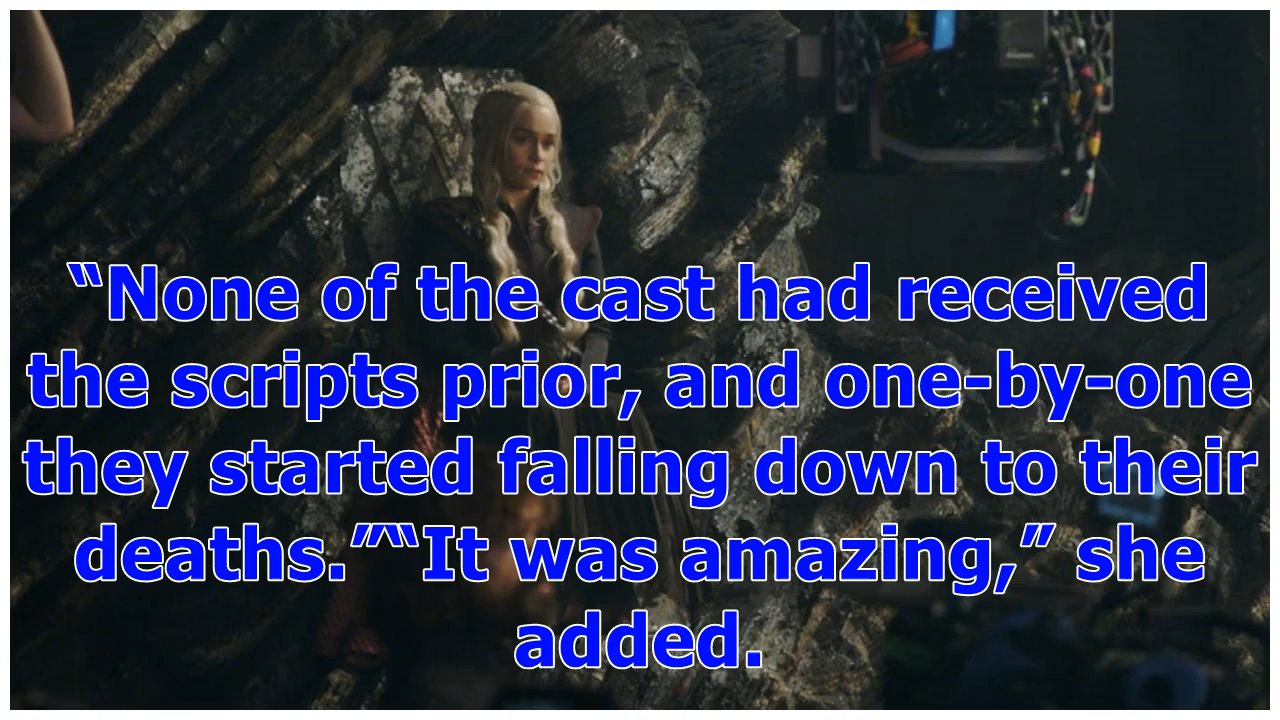 “None of the cast had received
the scripts prior, and one-by-one
they started falling down to their
deaths.”“It was amazing,” she
added.